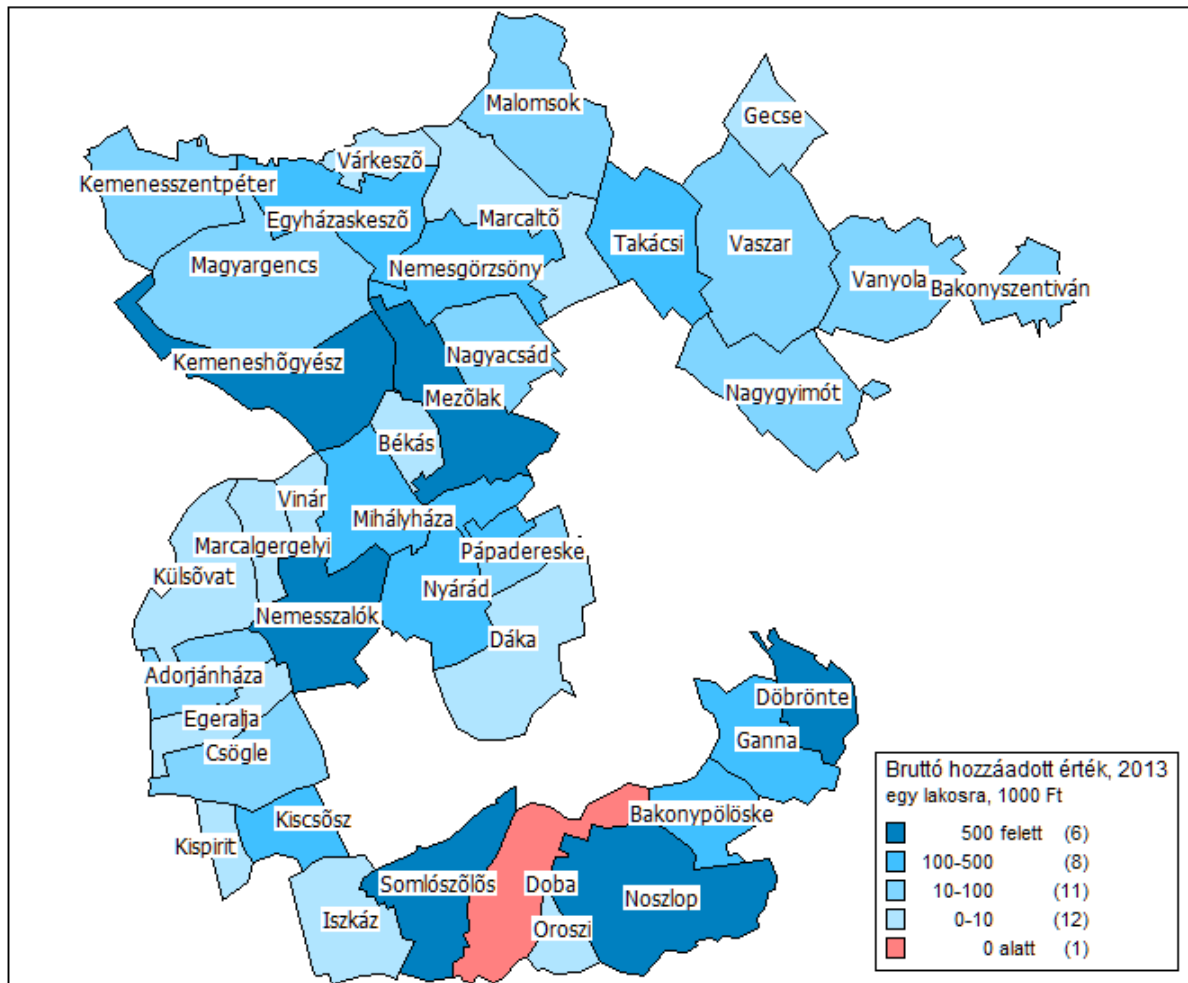 Malomsok
Gecse
Várkeszõ
Kemenesszentpéter
Egyházaskeszõ
Marcaltõ
Takácsi
Vaszar
Magyargencs
Nemesgörzsöny
Vanyola
Bakonyszentiván
Kemeneshõgyész
Nagyacsád
Mezõlak
Nagygyimót
Békás
Vinár
Mihályháza
Marcalgergelyi
Pápadereske
Külsõvat
Nyárád
Nemesszalók
Dáka
Adorjánháza
Döbrönte
Egeralja
Ganna
Csögle
Bakonypölöske
Kiscsõsz
Kispirit
Somlószõlõs
Doba
Noszlop
Iszkáz
Oroszi
Bruttó hozzáadott érték, 2013
egy lakosra, 1000 Ft
500 felett (6)
100-500 (8)
10-100 (11)
0-10 (12)
0 alatt (1)